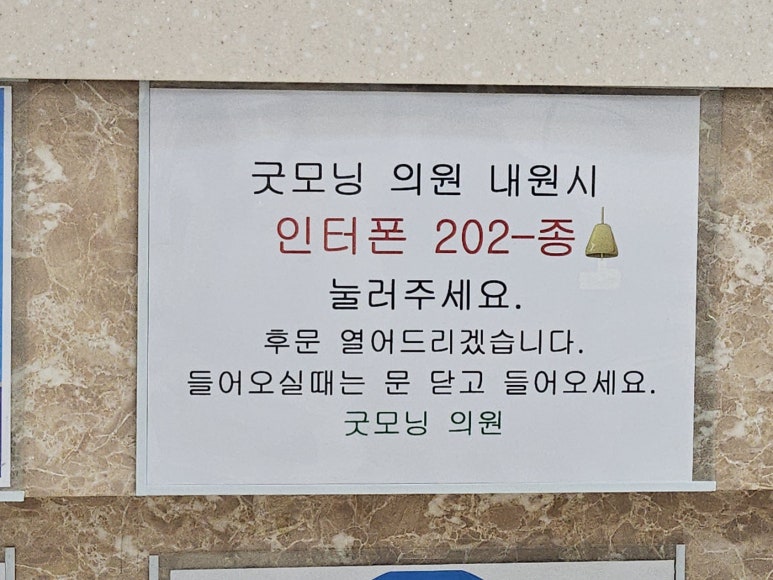 굿모닝 의원 내원시
인터폰 202-종
눌러주세요.
후문 열어드리겠습니다.
들어오실때는 문 닫고 들어오세요.
굿모닝 의원